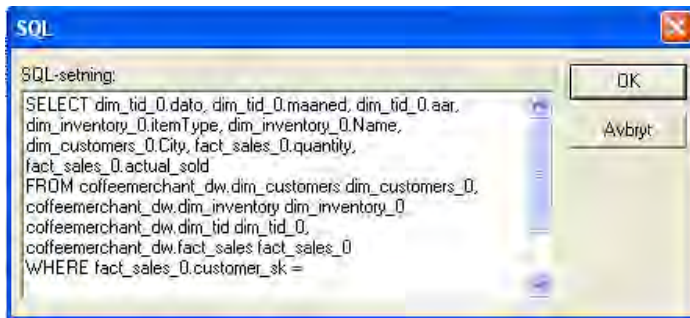 SQL
SQL-setning:
SELECT dim_tid_0.dato, dim_tid_0.maaned, dim_tid_0.aar,
dim_inventory_0.itemType, dim_inventory_0.Name,
dim_customers_0.City, fact_sales_0.quantity,
fact_sales_0.actual_sold
FROM coffeemerchant_dw.dim_customers dim_customers_0,
coffeemerchant_dw.dim_inventory dim_inventory_0
coffeemerchant_dw.dim_tid dim_tid_0,
coffeemerchant_dw.fact_sales fact_sales_0
WHERE fact_sales_0.customer_sk =
OK
Avbryt